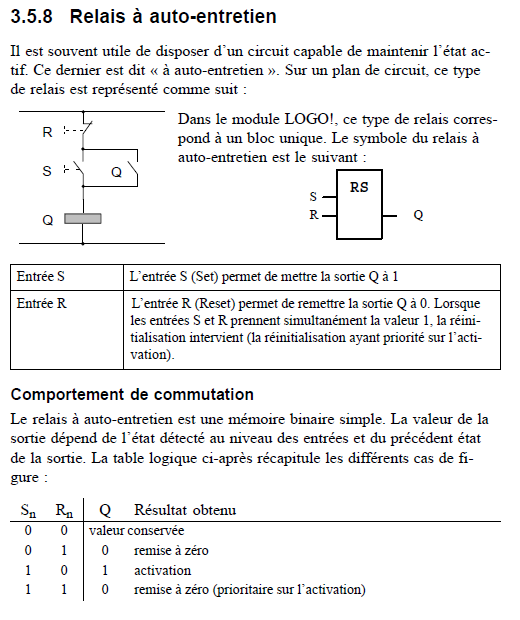 3.5.8 Relais à auto-entretien
Il est souvent utile de disposer d'un circuit capable de maintenir l'état ac-
tif. Ce dernier est dit « à auto-entretien ». Sur un plan de circuit, ce type
de relais est représenté comme suit :
R
S
Q
Q
Dans le module LOGO!, ce type de relais corres-
pond à un bloc unique. Le symbole du relais à
auto-entretien est le suivant :
RS
S
R
Q
Entrée S L'entrée S (Set) permet de mettre la sortie Q à 1
Entrée R L'entrée R (Reset) permet de remettre la sortie Q à 0. Lorsque
les entrées S et R prennent simultanément la valeur 1, la réini-
tialisation intervient (la réinitialisation ayant priorité sur l'acti-
vation).
Comportement de commutation
Le relais à auto-entretien est une mémoire binaire simple. La valeur de la
sortie dépend de l'état détecté au niveau des entrées et du précédent état
de la sortie. La table logique ci-après récapitule les différents cas de fi-
gure :
Sn Rn Q Résultat obtenu
0 0 valeur conservée
0 1 0 remise à zéro
1 0 1 activation
1 1 0 remise à zéro (prioritaire sur l'activation)